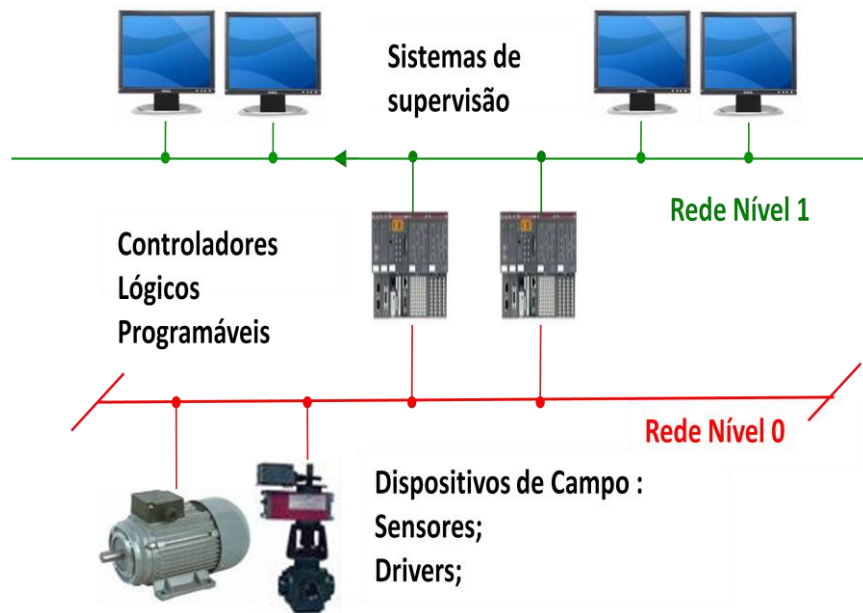 Sistemas de
supervisão
Rede Nível 1
Controladores
Lógicos
Programáveis
Rede Nível 0
Dispositivos de Campo :
Sensores;
Drivers;